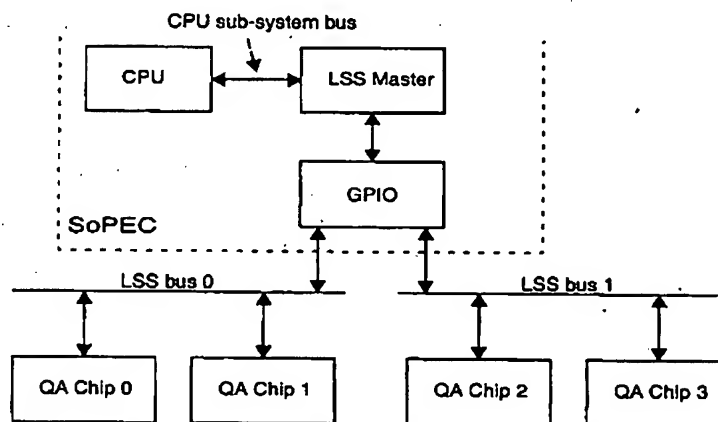 CPU sub-system bus
CPU
LSS Master
GPIO
SoPEC
LSS bus 0
LSS bus 1
QA Chip 0
QA Chip 1
QA Chip 2
QA Chip 3